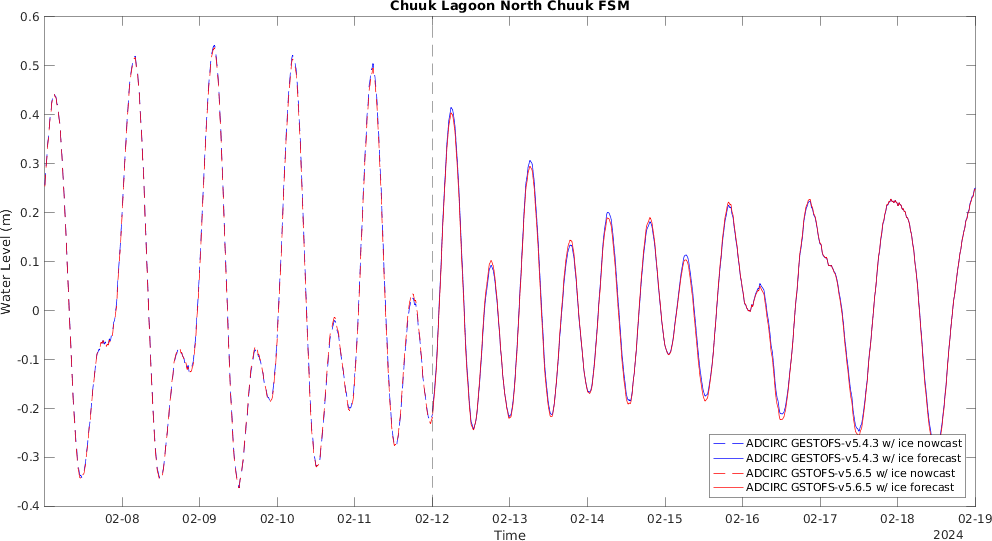 Chuuk Lagoon North Chuuk FSM
0.6
0.5
0.4
0.3
0.2
0.1
0
-0.1
-0.2
-0.3
-0.4
Water Level (m)
ADCIRC GESTOFS-v5.4.3 w/ ice nowcast
ADCIRC GESTOFS-v5.4.3 w/ ice forecast
ADCIRC GSTOFS-v5.6.5 w/ ice nowcast
ADCIRC GSTOFS-v5.6.5 w/ ice forecast
02-08 02-09 02-10 02-11 02-12 02-13 02-14 02-15 02-16 02-17 02-18 02-19
Time
2024